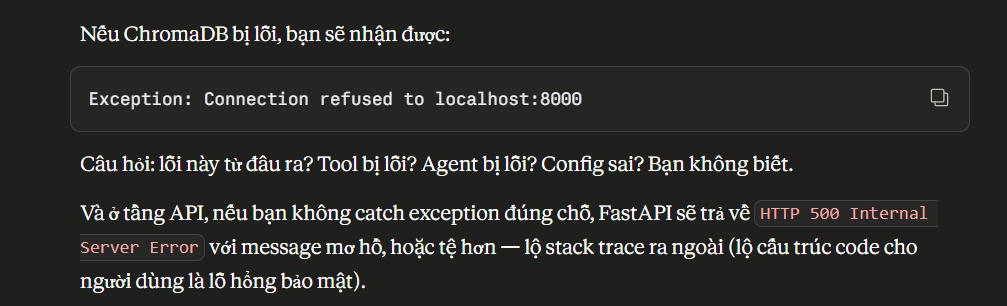 Nếu ChromaDB bị lỗi, bạn sẽ nhận được:
Exception: Connection refused to localhost:8000
Câu hỏi: lỗi này từ đâu ra? Tool bị lỗi? Agent bị lỗi? Config sai? Bạn không biết.
Và ở tầng API, nếu bạn không catch exception đúng chỗ, FastAPI sẽ trả về HTTP 500 Internal
Server Error với message mơ hồ, hoặc tệ hơn — lộ stack trace ra ngoài (lộ cấu trúc code cho
người dùng là lỗ hổng bảo mật).